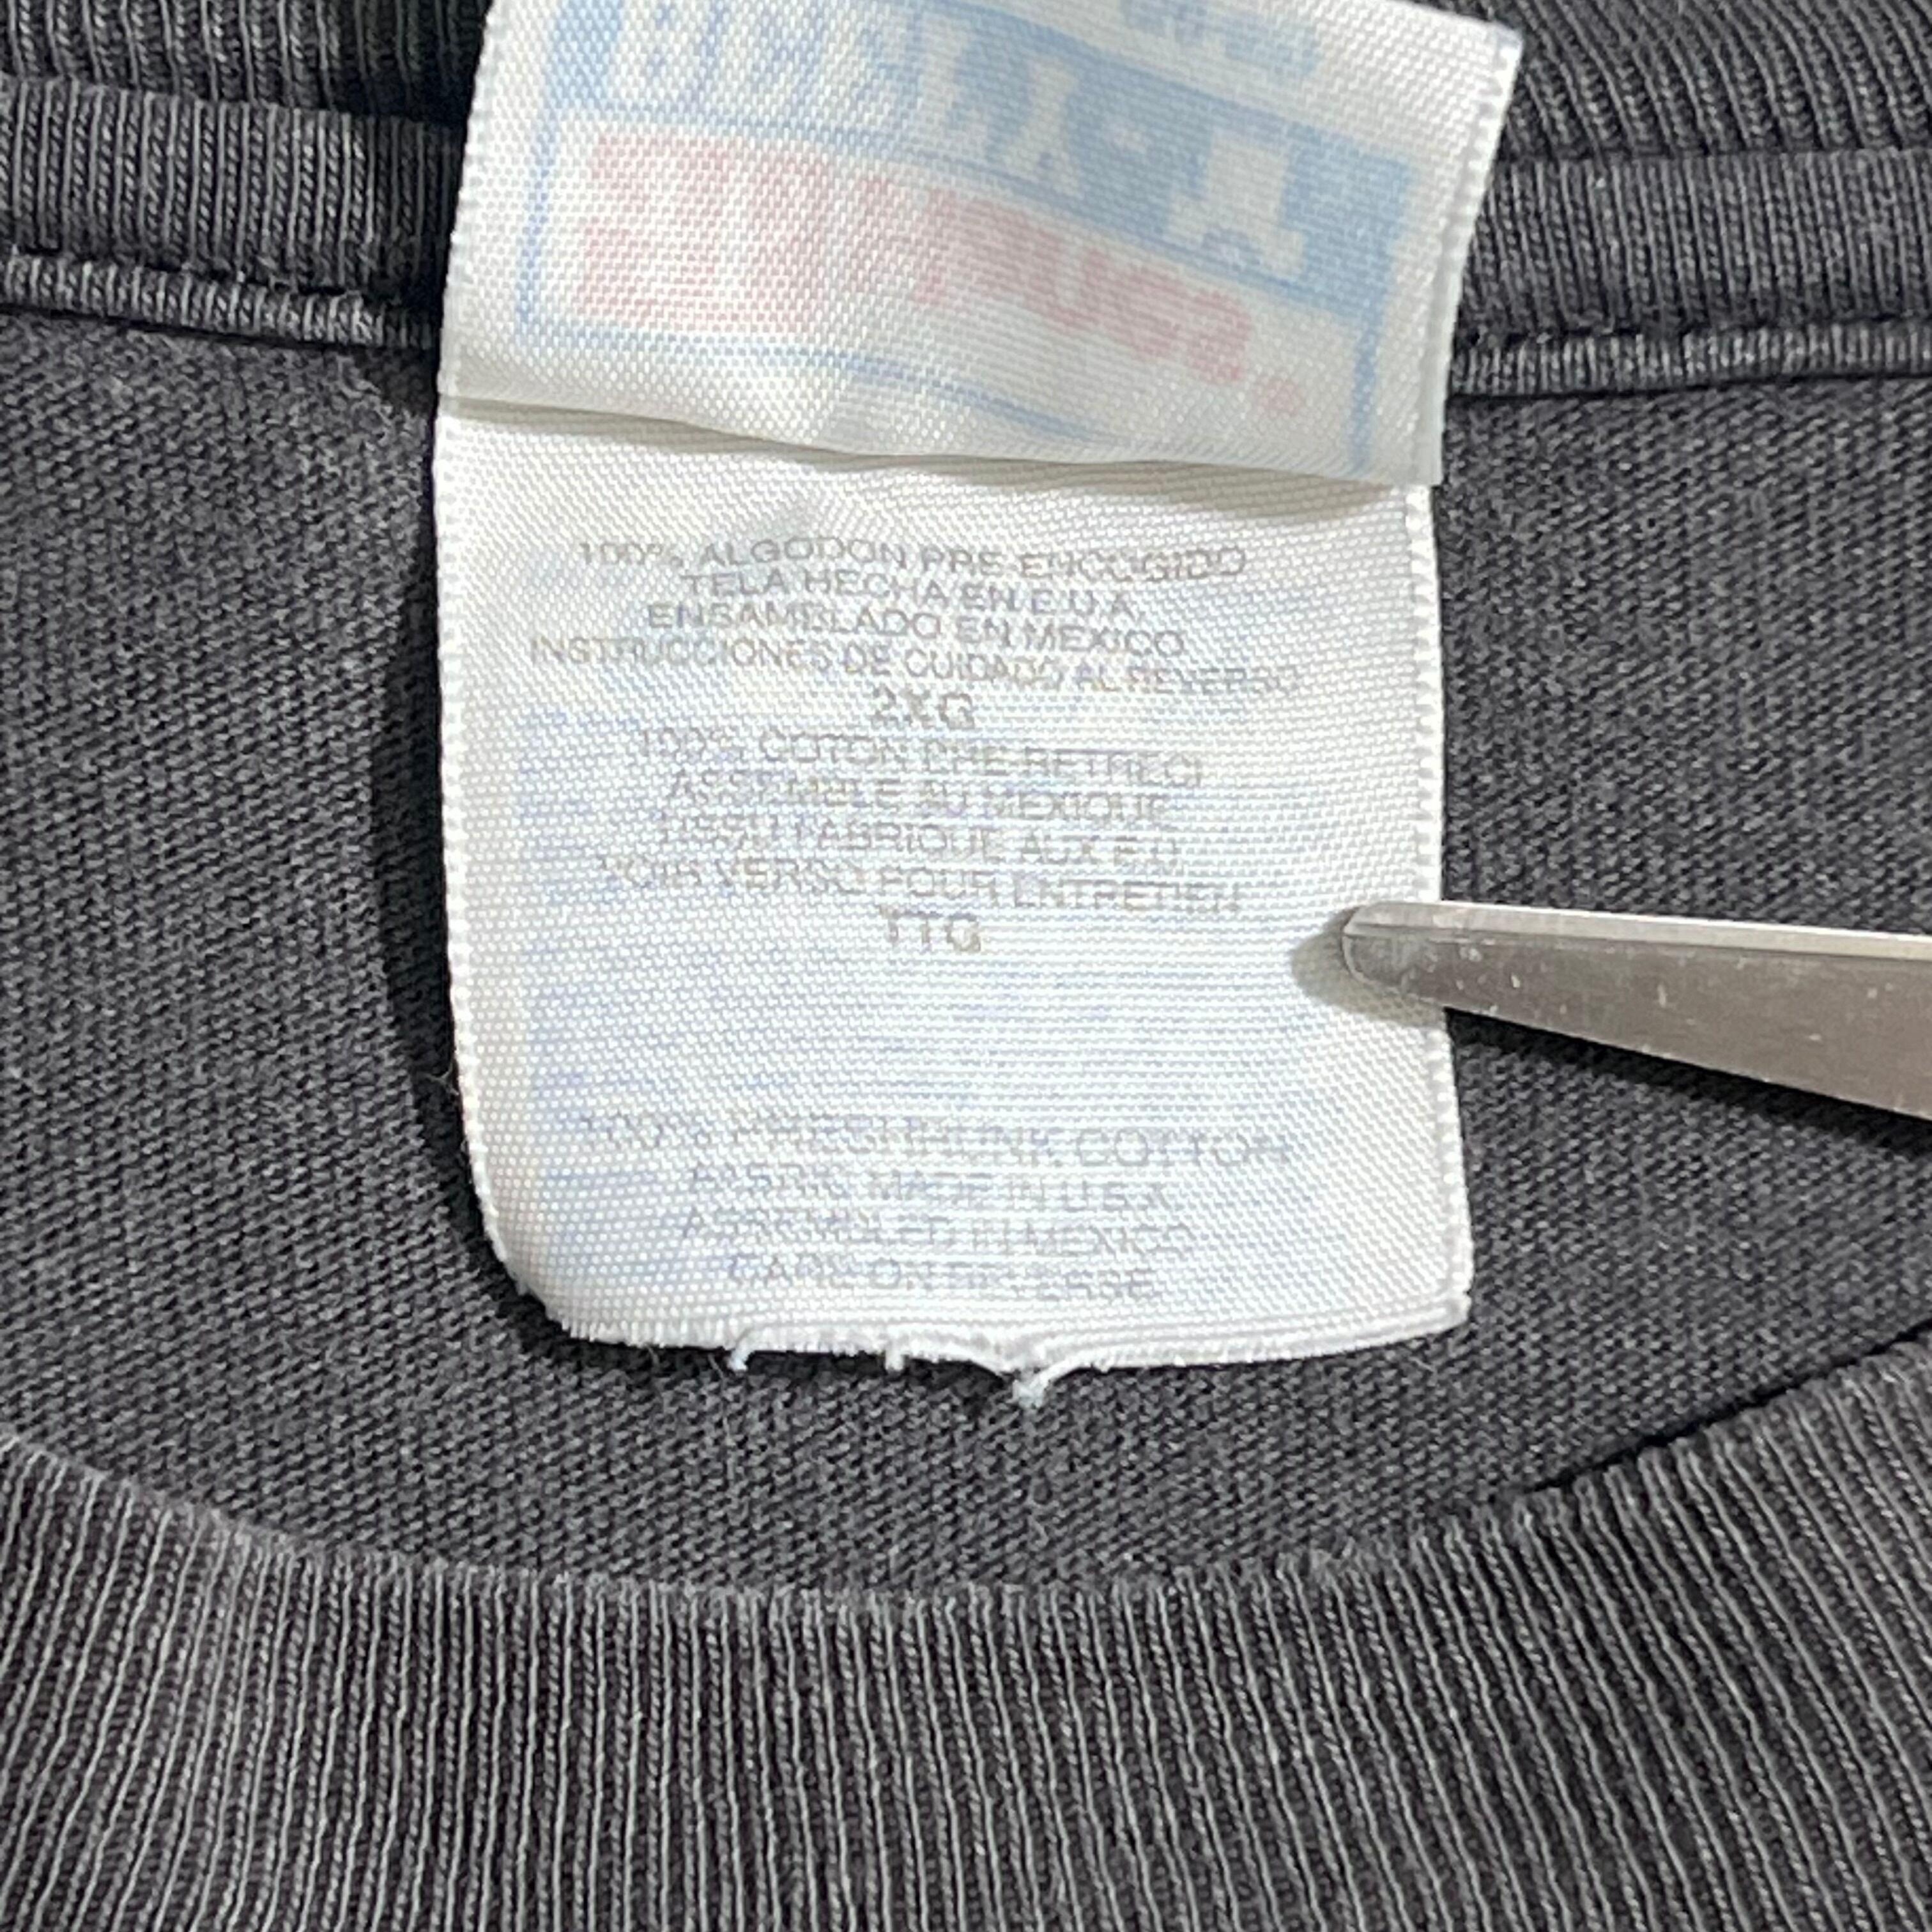 100% ALGODON PRE-ENCOGIDO
TELA HECHA EN E.U.A.
ENSAMBLADO EN MEXICO
INSTRUCCIONES DE CUIDADO AL REVERSO
2XG
100% COTON PRE RETRECI
ASSEMBLE AU MEXIQUE
TISSU FABRIQUE AUX E.U.
VOIR VERSO POUR ENTRETIEN
TTG
100% PRESHRUNK COTTON
FABRIC MADE IN U.S.A.
ASSEMBLED IN MEXICO
CARE ON REVERSE